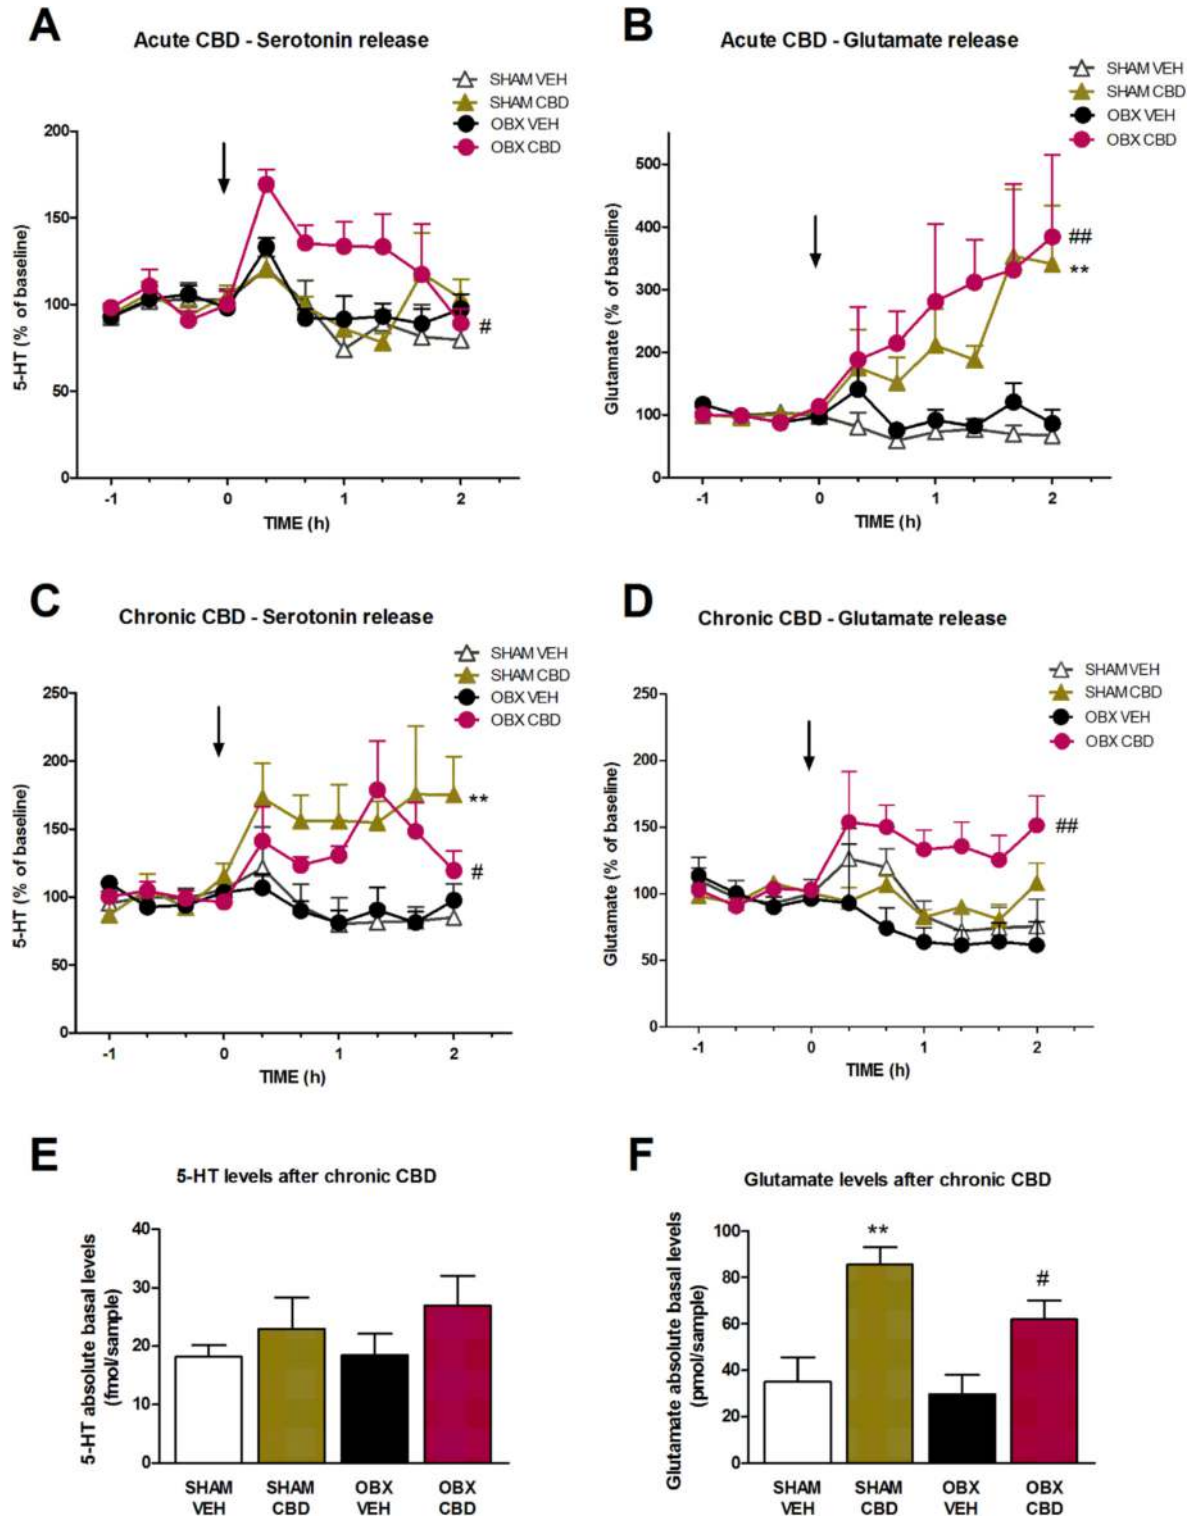 A
Acute CBD - Serotonin release
SHAM VEH
SHAM CBD
OBX VEH
OBX CBD
200
150
100
50
0
5-HT (% of baseline)
#
-1 0 1 2
TIME (h)
B
Acute CBD - Glutamate release
SHAM VEH
SHAM CBD
OBX VEH
OBX CBD
500
400
300
200
100
0
Glutamate (% of baseline)
##
**
-1 0 1 2
TIME (h)
C
Chronic CBD - Serotonin release
SHAM VEH
SHAM CBD
OBX VEH
OBX CBD
250
200
150
100
50
0
5-HT (% of baseline)
**
#
-1 0 1 2
TIME (h)
D
Chronic CBD - Glutamate release
SHAM VEH
SHAM CBD
OBX VEH
OBX CBD
250
200
150
100
50
0
Glutamate (% of baseline)
##
-1 0 1 2
TIME (h)
E
5-HT levels after chronic CBD
40
30
20
10
0
5-HT absolute basal levels
(fmol/sample)
SHAM SHAM OBX OBX
VEH CBD VEH CBD
F
Glutamate levels after chronic CBD
100
80
60
40
20
0
Glutamate absolute basal levels
(pmol/sample)
**
#
SHAM SHAM OBX OBX
VEH CBD VEH CBD